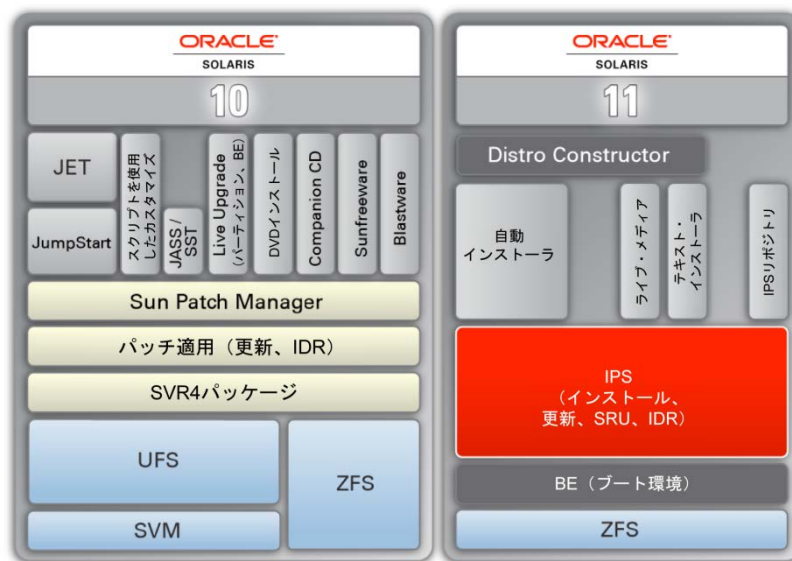 ORACLE
SOLARIS
10
JET
JumpStart
スクリプトを使用
したカスタマイズ
JASS /
SST
Live Upgrade
(パーティション、BE)
DVDインストール
Companion CD
Sunfreeware
Blastware
Sun Patch Manager
パッチ適用（更新、IDR）
SVR4パッケージ
UFS
SVM
ZFS
ORACLE
SOLARIS
11
Distro Constructor
自動
インストーラ
ライブ・メディア
テキスト・
インストーラ
IPSリポジトリ
IPS
（インストール、
更新、SRU、IDR）
BE（ブート環境）
ZFS